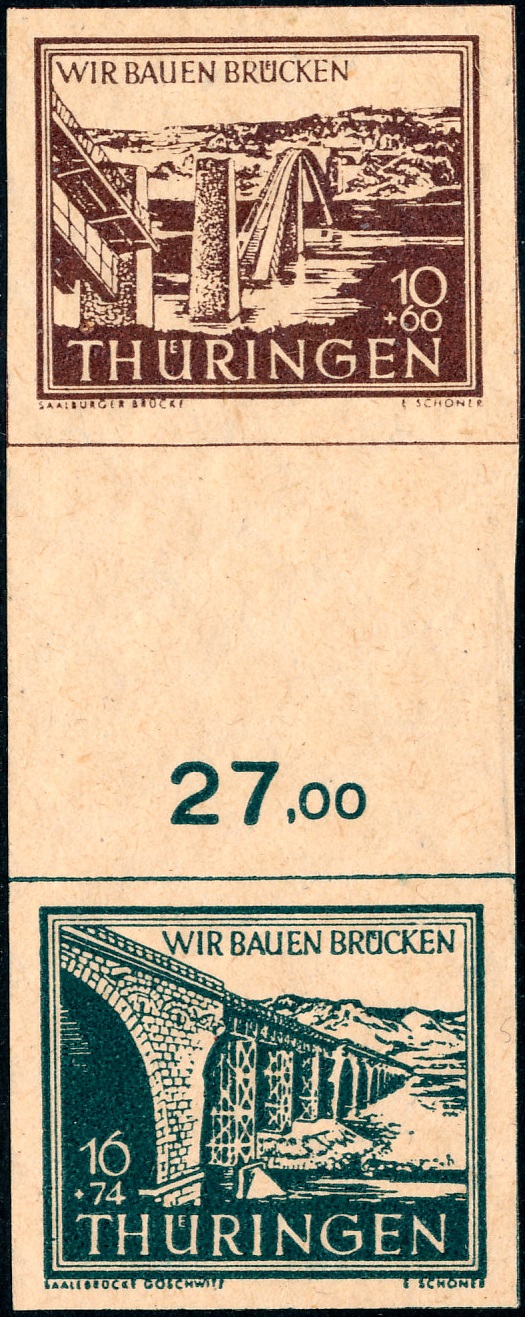 WIR BAUEN BRÜCKEN
10
+60
THÜRINGEN
SAALBURGER BRÜCKE E SCHÖNER
27,00
WIR BAUEN BRÜCKEN
16
+74
THÜRINGEN
SAALEBRÜCKE GÖSCHWITZ E SCHÖNER